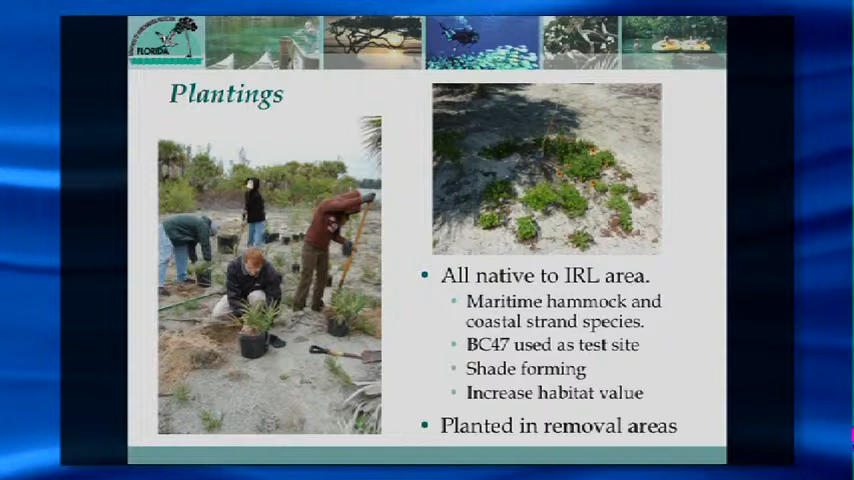 FLORIDA
Plantings
All native to IRL area.
Maritime hammock and
coastal strand species.
BC47 used as test site
Shade forming
Increase habitat value
Planted in removal areas